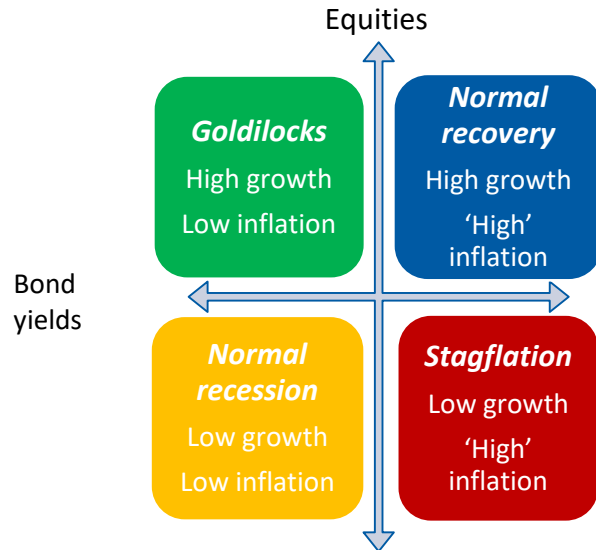 Equities
Goldilocks
High growth
Low inflation
Normal
recovery
High growth
‘High’
inflation
Bond
yields
Normal
recession
Low growth
Low inflation
Stagflation
Low growth
‘High’
inflation